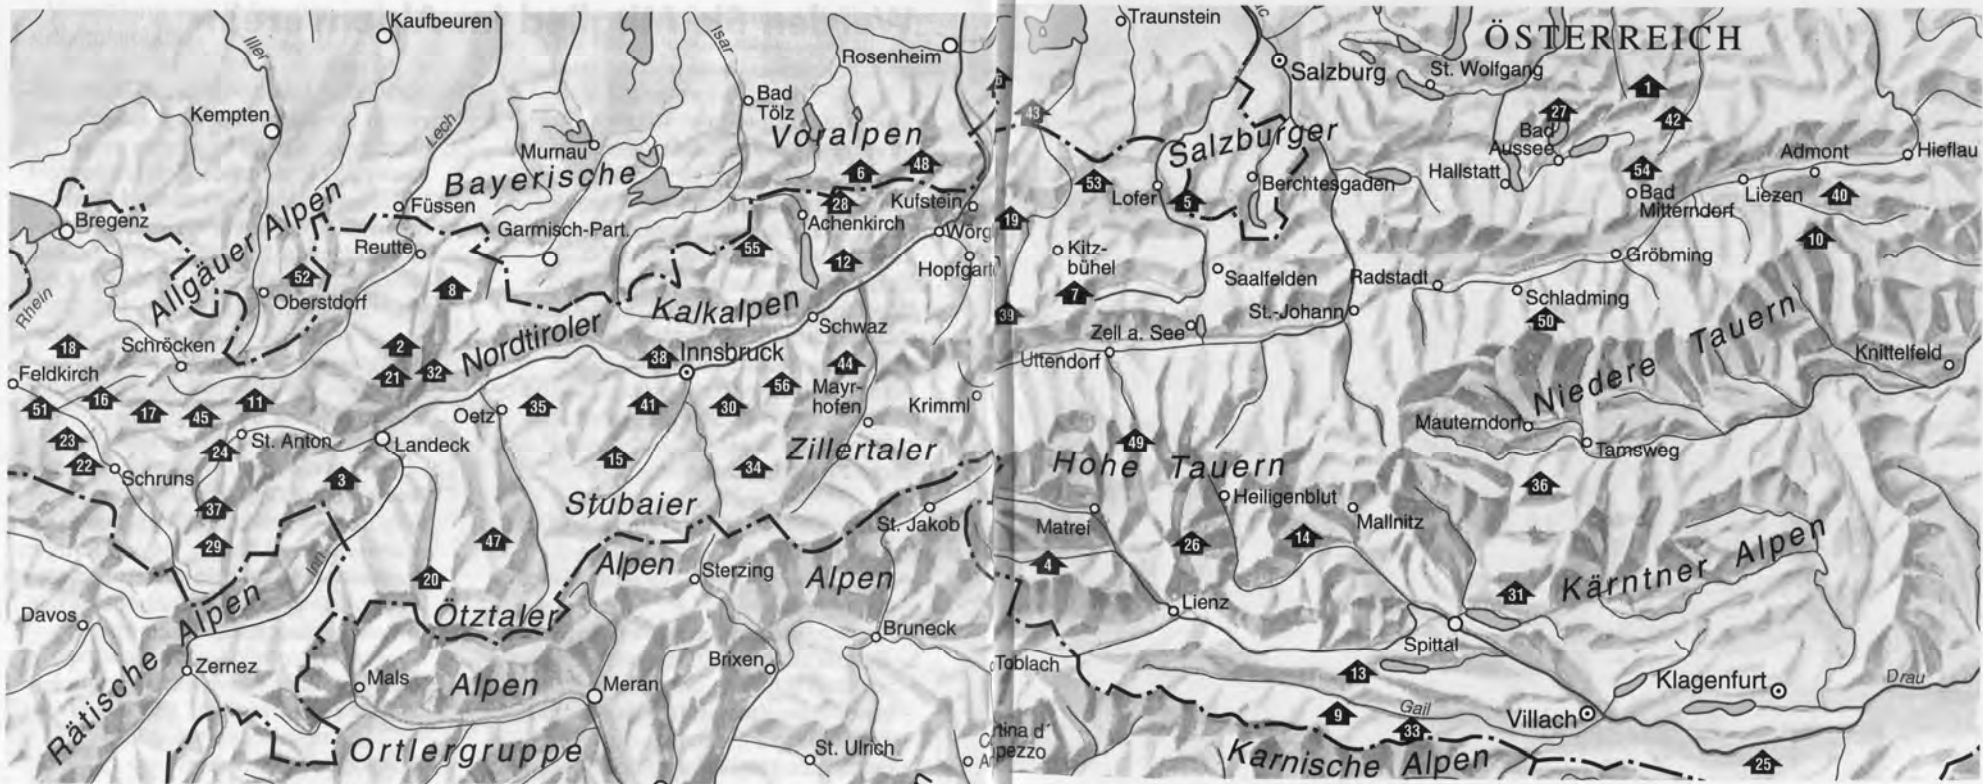 Kaufbeuren
Iller
Isar
Rosenheim
Traunstein
ÖSTERREICH
Salzburg
St. Wolfgang
Kempten
Lech
Bad
Tölz
Voralpen
Murnau
Bayerische
6
48
43
53
Salzburger
Lofer
5
Berchtesgaden
1
27
42
Bad
Aussee
Hallstatt
54
Bad
Mitterndorf
Admont
Hieflau
Liezen
40
10
Bregenz
Allgäuer Alpen
Füssen
Reutte
Garmisch-Part.
28
Achenkirch
Kufstein
Wörgl
Hopfgart
55
12
19
Kitz-
bühel
7
Saalfelden
Radstadt
Gröbming
Schladming
50
Rhein
52
Oberstdorf
8
Kalkalpen
Nordtiroler
Schwaz
39
Zell a. See
St.-Johann
Uttendorf
Niedere Tauern
Knittelfeld
18
Schröcken
2
21
32
38
Innsbruck
44
Mayr-
hofen
56
Krimml
Feldkirch
51
16
17
45
11
Oetz
35
41
30
Zillertaler
Mauterndorf
Tamsweg
23
22
Schruns
24
St. Anton
Landeck
3
15
34
Stubaier
Alpen
49
Hohe Tauern
Heiligenblut
Mallnitz
36
37
29
Inn
47
20
Sterzing
St. Jakob
Alpen
Matrei
4
26
14
31
Kärntner Alpen
Davos
Rätische Alpen
Zernez
Ötztaler
Alpen
Mals
Meran
Brixen
Bruneck
Toblach
Lienz
Spittal
13
Klagenfurt
Drau
9
Gail
33
Villach
25
Ortlergruppe
St. Ulrich
tina d'
pezzo
Karnische Alpen